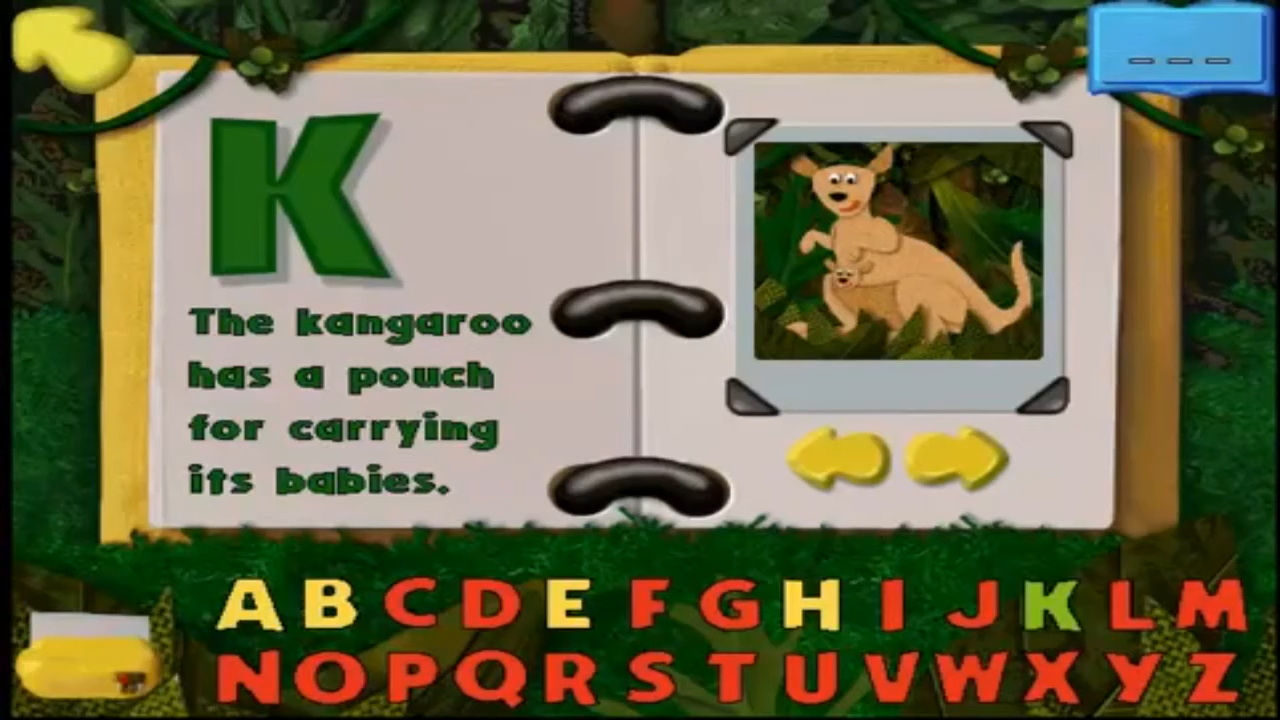 K
The kangaroo
has a pouch
for carrying
its babies.
ABCDEFGHIJKLM
NOPQRSTUVWXYZ